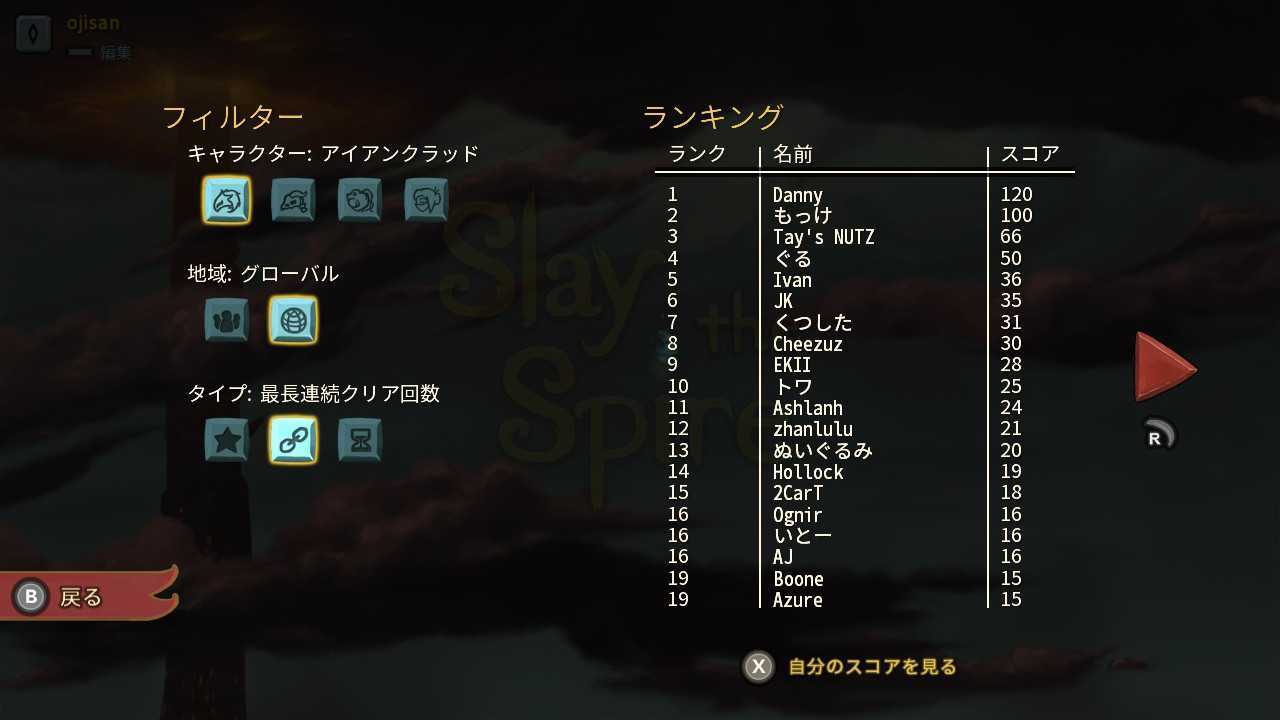 ojisan
編集
フィルター
キャラクター: アイアンクラッド
地域: グローバル
タイプ: 最長連続クリア回数
Slay
the
Spire
B 戻る
ランキング
ランク 名前 スコア
1 Danny 120
2 もっけ 100
3 Tay's NUTZ 66
4 ぐる 50
5 Ivan 36
6 JK 35
7 くつした 31
8 Cheezuz 30
9 EKII 28
10 トワ 25
11 Ashlanh 24
12 zhanlulu 21
13 ぬいぐるみ 20
14 Hollock 19
15 2CarT 18
16 Ognir 16
16 いとー 16
16 AJ 16
19 Boone 15
19 Azure 15
R
X 自分のスコアを見る